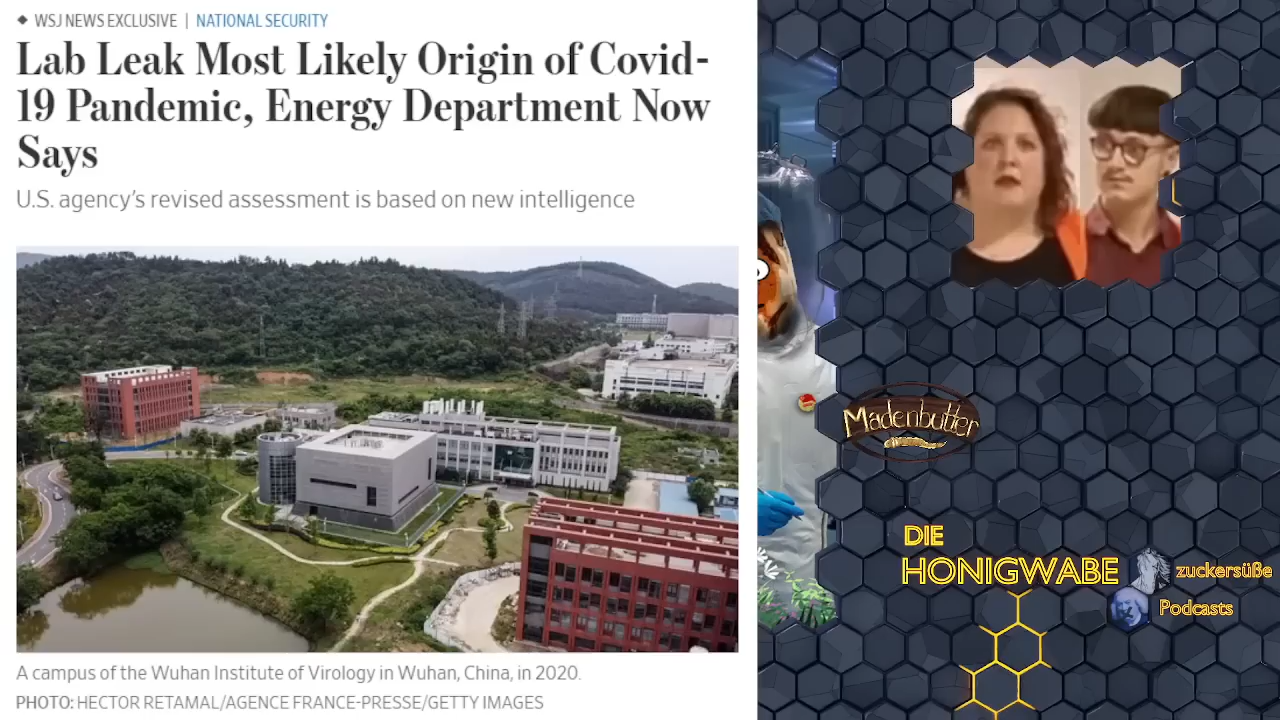 ◆ WSJ NEWS EXCLUSIVE | NATIONAL SECURITY
Lab Leak Most Likely Origin of Covid-
19 Pandemic, Energy Department Now
Says
U.S. agency's revised assessment is based on new intelligence
A campus of the Wuhan Institute of Virology in Wuhan, China, in 2020.
PHOTO: HECTOR RETAMAL/AGENCE FRANCE-PRESSE/GETTY IMAGES
Madenbutter
DIE
HONIGWABE
zuckersüße
Podcasts